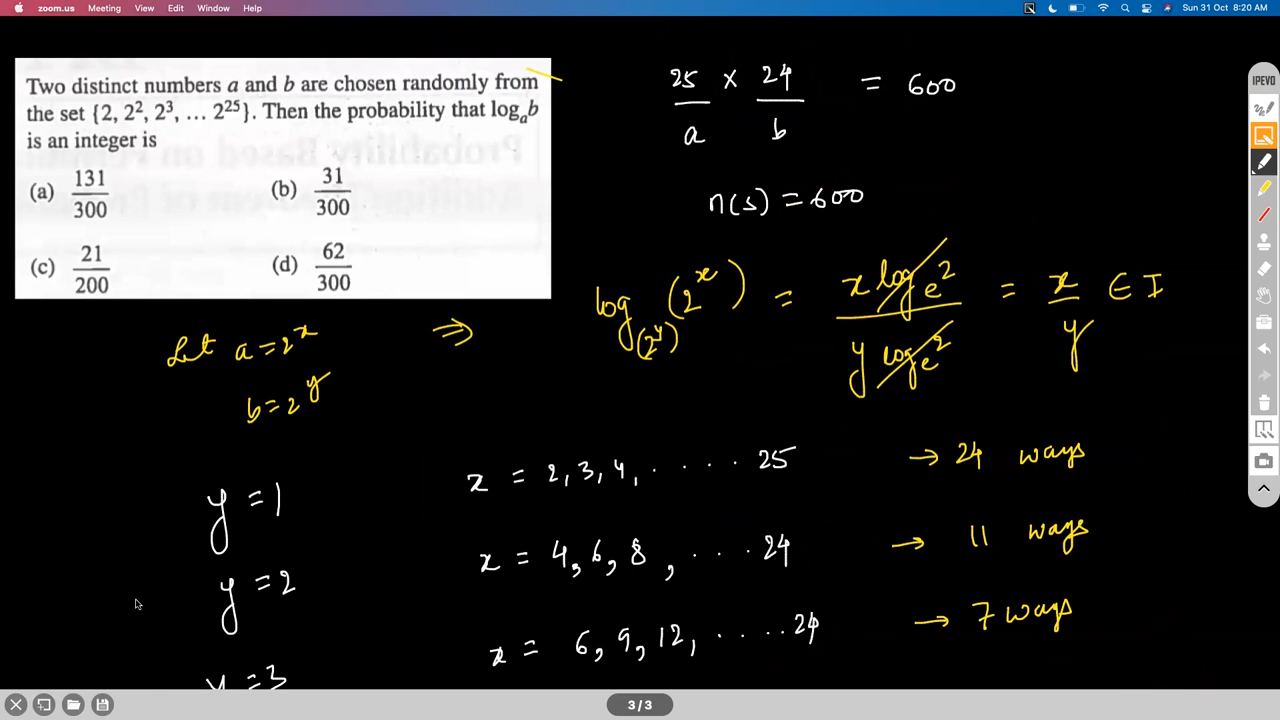 zoom.us Meeting View Edit Window Help Sun 31 Oct 8:20 AM
Two distinct numbers a and b are chosen randomly from
the set {2, 2², 2³, ... 2²⁵}. Then the probability that logₐb
is an integer is
(a) 131/300 (b) 31/300
(c) 21/200 (d) 62/300
25/a × 24/b = 600
n(s) = 600
Let a = 2^x ⇒ log_(2^y) (2^x) = x log_e 2 / y log_e 2 = x/y ∈ I
b = 2^y
y = 1 x = 2, 3, 4, . . . . 25 → 24 ways
y = 2 x = 4, 6, 8, . . . 24 → 11 ways
y = 3 x = 6, 9, 12, . . . . 24 → 7 ways
IPEVO
3/3